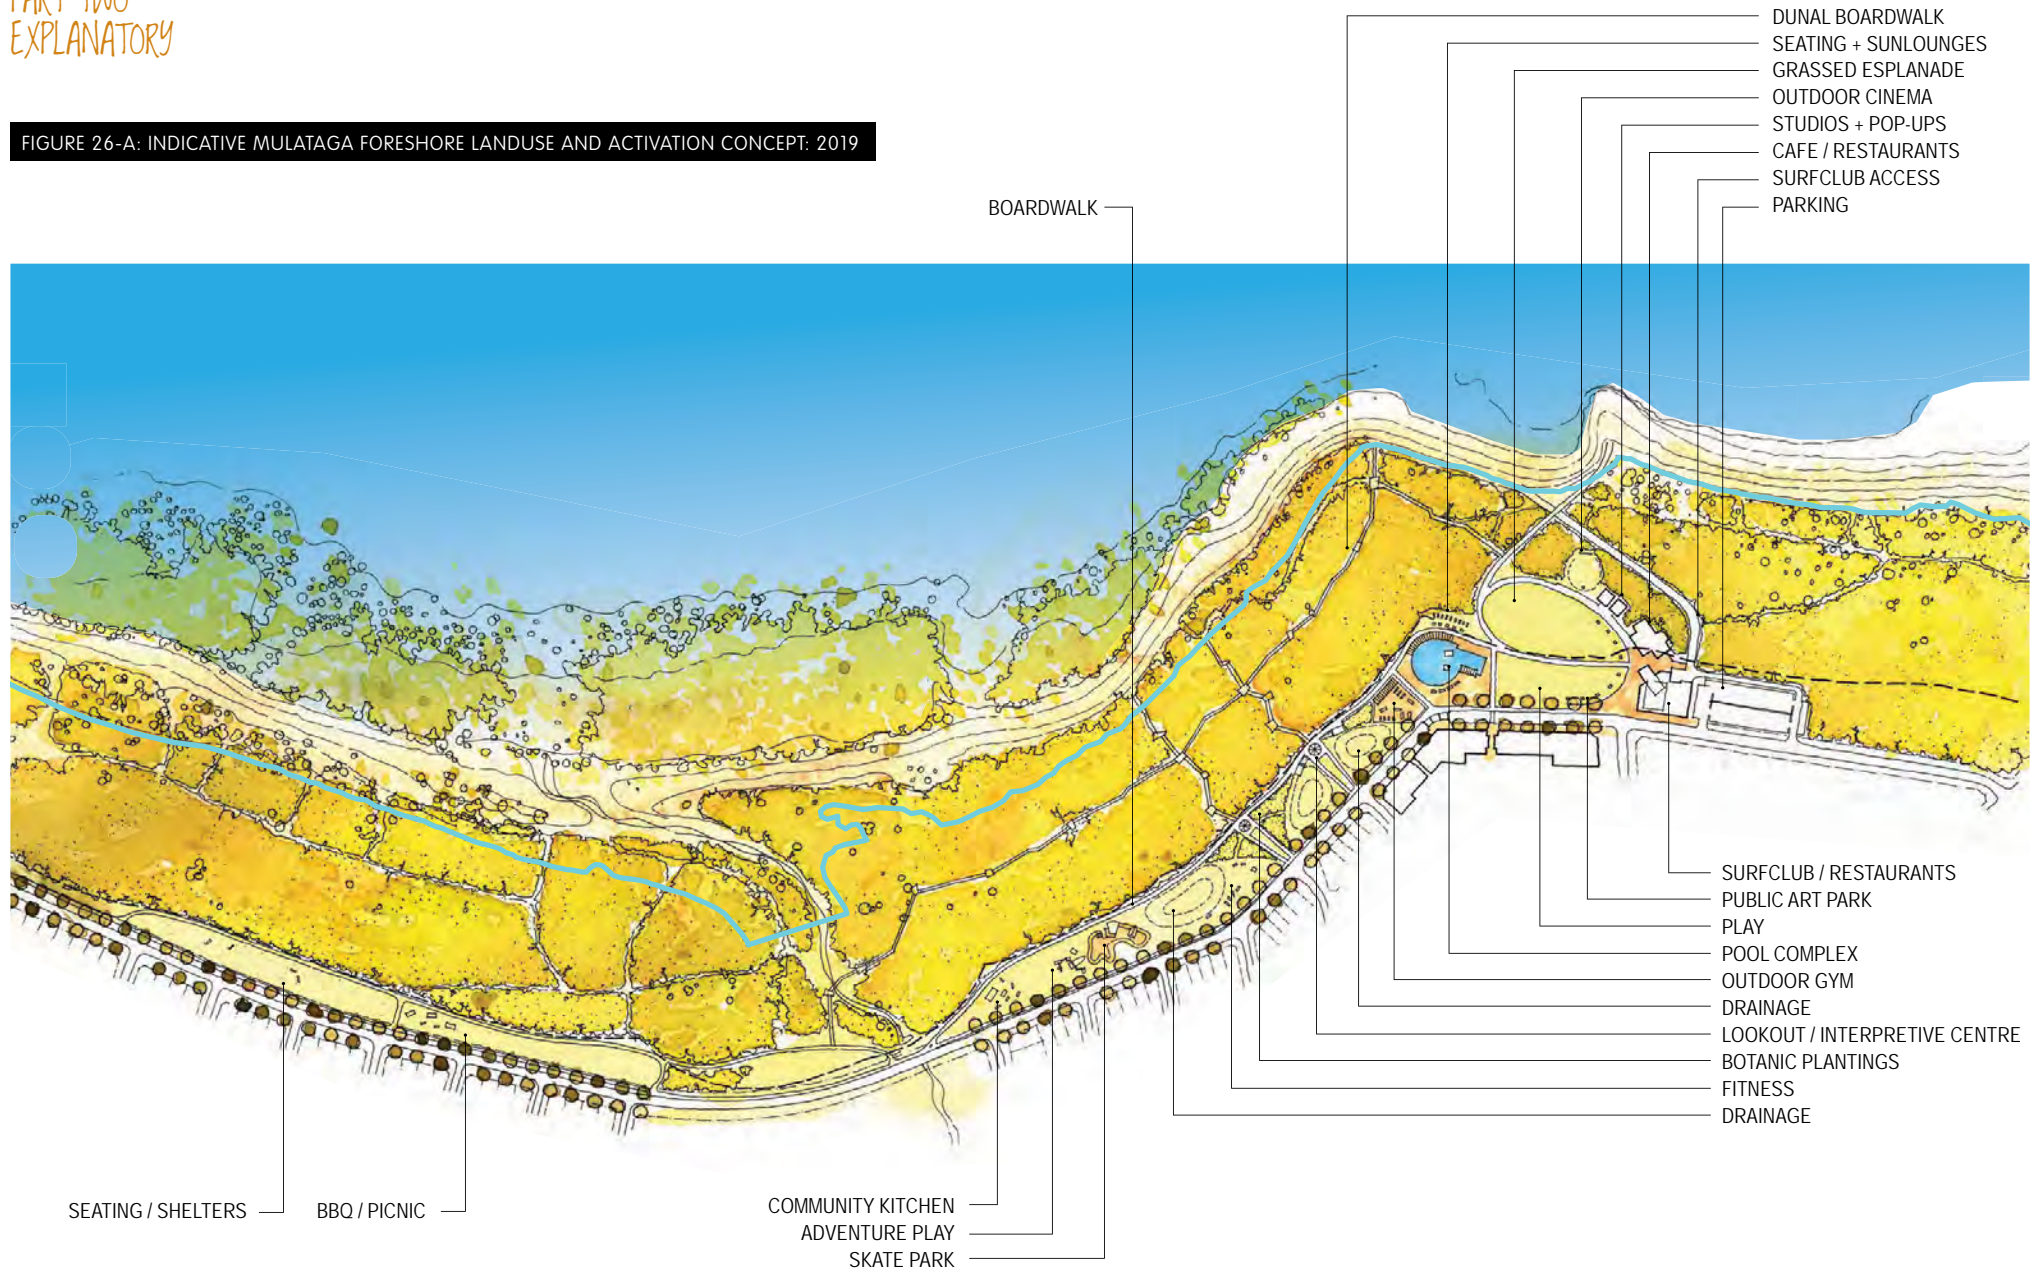 PART TWO
EXPLANATORY
FIGURE 26-A: INDICATIVE MULATAGA FORESHORE LANDUSE AND ACTIVATION CONCEPT: 2019
DUNAL BOARDWALK
SEATING + SUNLOUNGES
GRASSED ESPLANADE
OUTDOOR CINEMA
STUDIOS + POP-UPS
CAFE / RESTAURANTS
SURFCLUB ACCESS
PARKING
BOARDWALK
SURFCLUB / RESTAURANTS
PUBLIC ART PARK
PLAY
POOL COMPLEX
OUTDOOR GYM
DRAINAGE
LOOKOUT / INTERPRETIVE CENTRE
BOTANIC PLANTINGS
FITNESS
DRAINAGE
SEATING / SHELTERS
BBQ / PICNIC
COMMUNITY KITCHEN
ADVENTURE PLAY
SKATE PARK